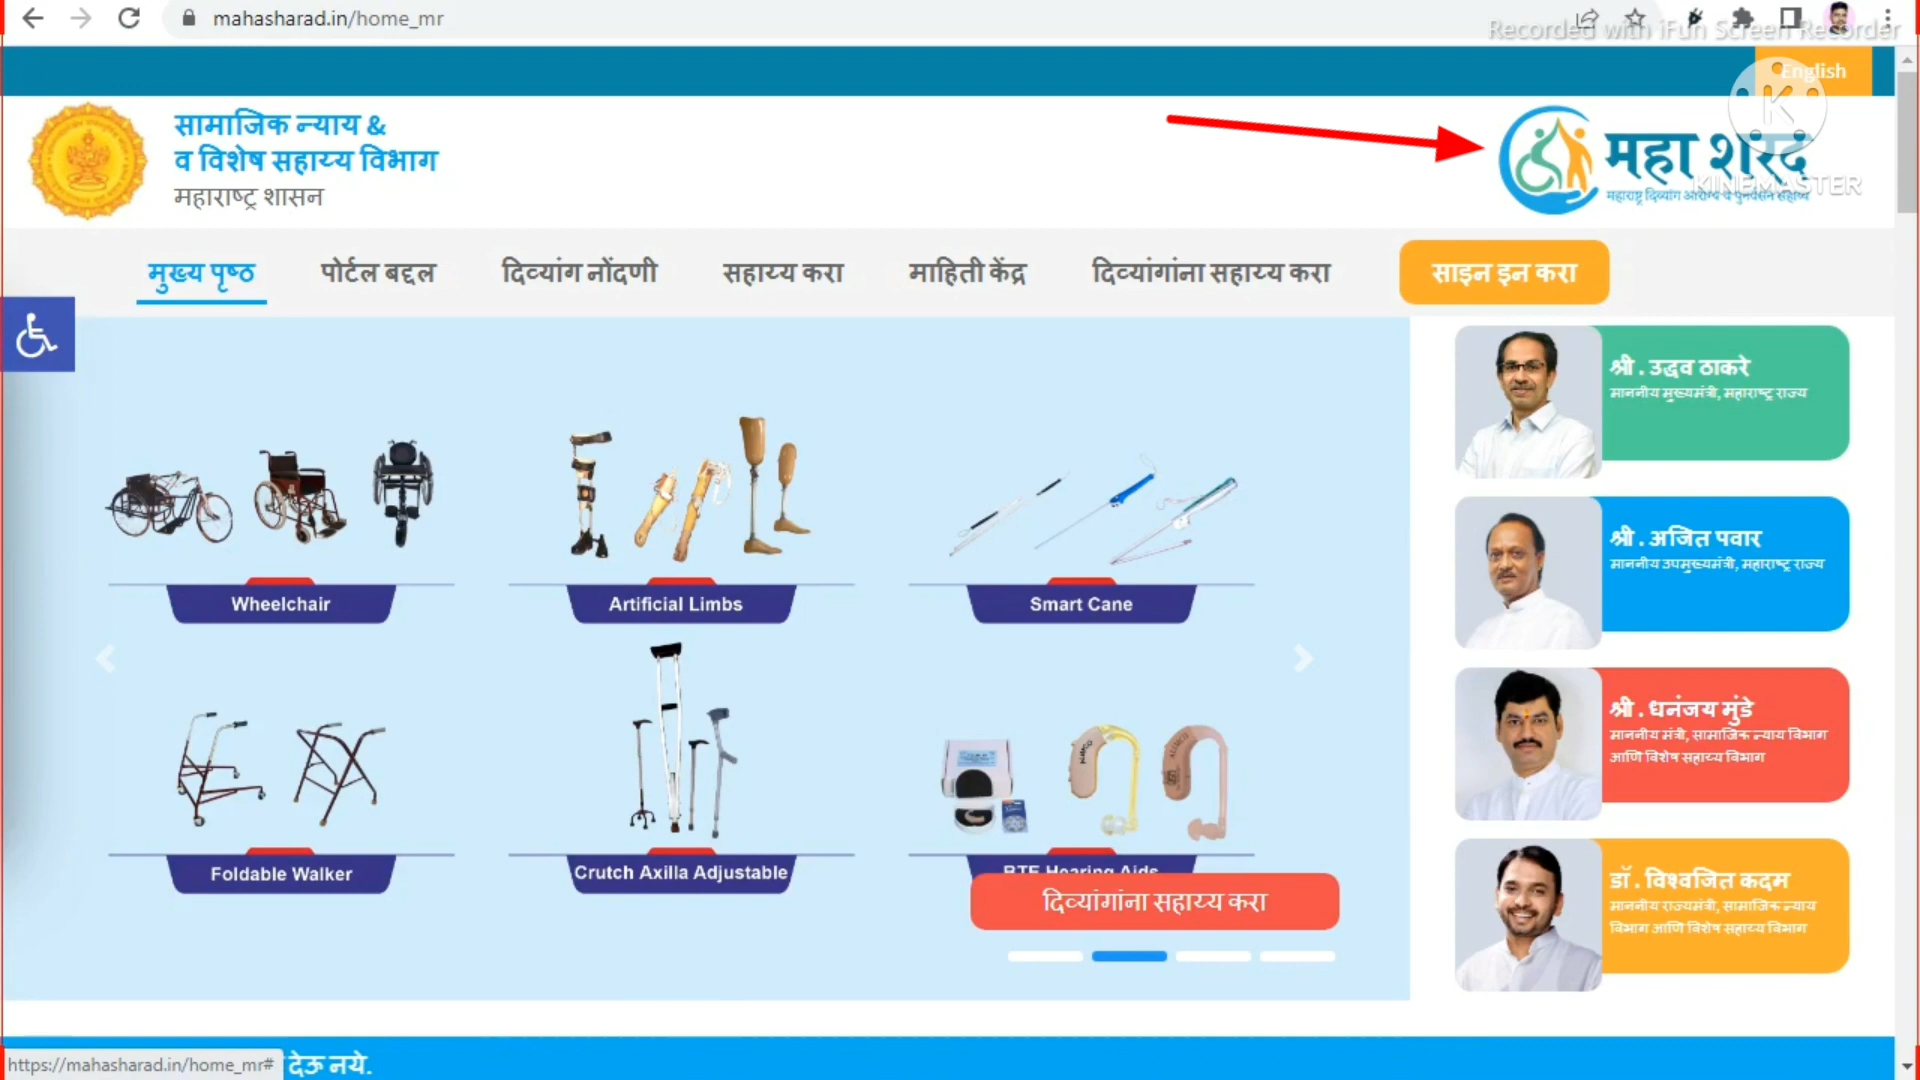 mahasharad.in/home_mr
Recorded with iFun Screen Recorder
English
सामाजिक न्याय &
व विशेष सहाय्य विभाग
महाराष्ट्र शासन
महा शरद
महाराष्ट्र दिव्यांग आरोग्य व पुनर्वसन सहाय्य
KINEMASTER
मुख्य पृष्ठ
पोर्टल बद्दल
दिव्यांग नोंदणी
सहाय्य करा
माहिती केंद्र
दिव्यांगांना सहाय्य करा
साइन इन करा
श्री . उद्धव ठाकरे
माननीय मुख्यमंत्री, महाराष्ट्र राज्य
श्री . अजित पवार
माननीय उपमुख्यमंत्री, महाराष्ट्र राज्य
श्री . धनंजय मुंडे
माननीय मंत्री, सामाजिक न्याय विभाग
आणि विशेष सहाय्य विभाग
डॉ . विश्वजित कदम
माननीय राज्यमंत्री, सामाजिक न्याय
विभाग आणि विशेष सहाय्य विभाग
Wheelchair
Artificial Limbs
Smart Cane
Foldable Walker
Crutch Axilla Adjustable
BTE Hearing Aids
दिव्यांगांना सहाय्य करा
https://mahasharad.in/home_mr#
देऊ नये.